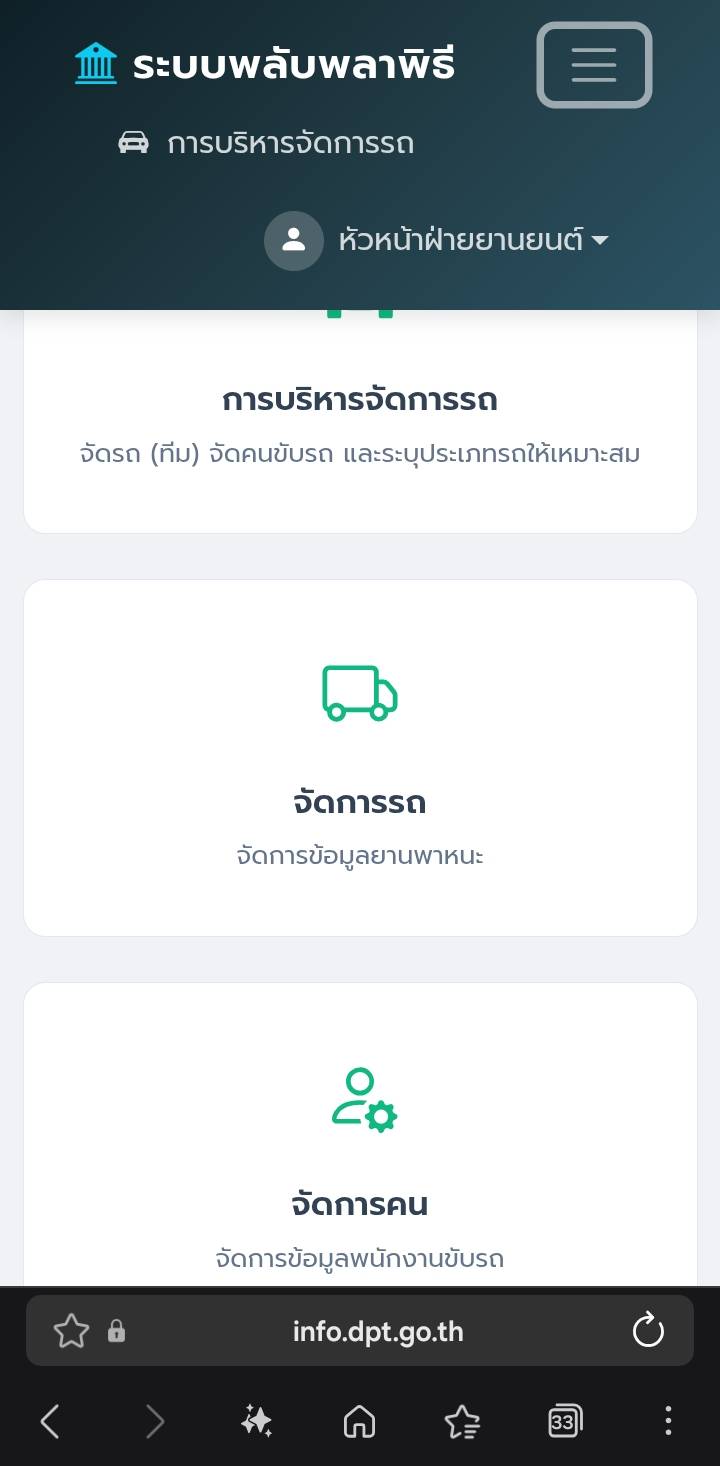 ระบบพลับพลาพิธี
การบริหารจัดการรถ
หัวหน้าฝ่ายยานยนต์
การบริหารจัดการรถ
จัดรถ (ทีม) จัดคนขับรถ และระบุประเภทรถให้เหมาะสม
จัดการรถ
จัดการข้อมูลยานพาหนะ
จัดการคน
จัดการข้อมูลพนักงานขับรถ
info.dpt.go.th
33